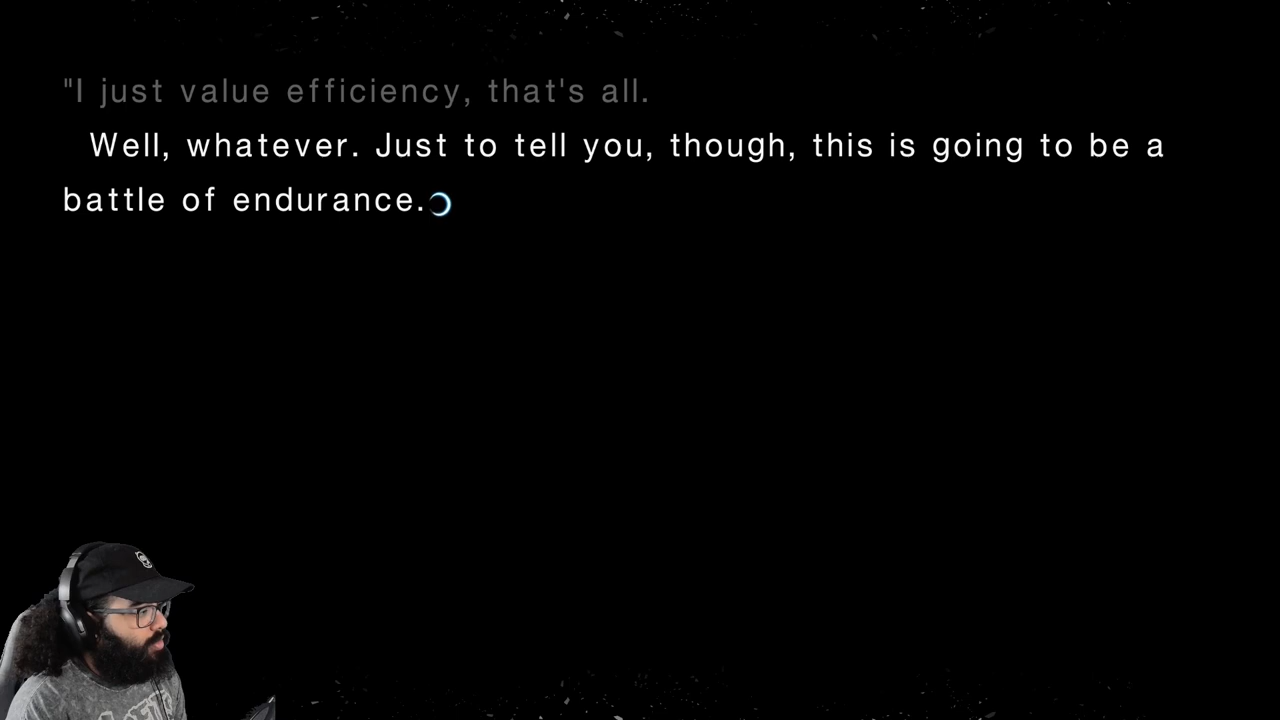 "I just value efficiency, that's all.
Well, whatever. Just to tell you, though, this is going to be a
battle of endurance.